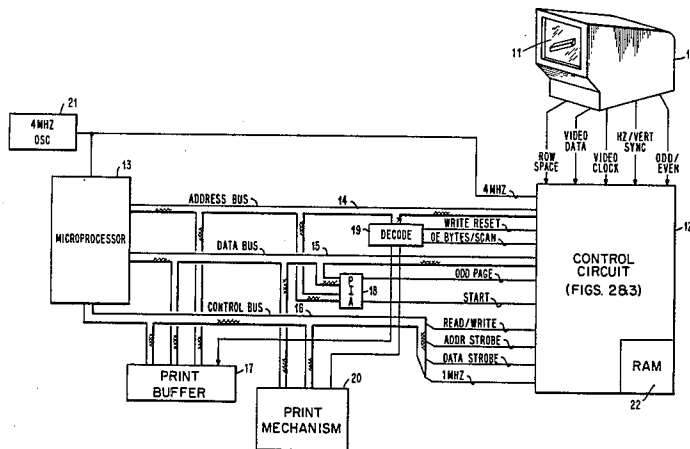 11
1
21
4MHZ
OSC
ROW
SPACE
VIDEO
DATA
VIDEO
CLOCK
HZ/VERT
SYNC
ODD/
EVEN
13
MICROPROCESSOR
ADDRESS BUS
14
4MHZ
12
19
DECODE
WRITE RESET
OE BYTES/SCAN
DATA BUS
15
PIA
18
ODD PAGE
START
CONTROL
CIRCUIT
(FIGS. 2&3)
CONTROL BUS
16
READ/WRITE
ADDR STROBE
DATA STROBE
1MHZ
PRINT
BUFFER
17
20
PRINT
MECHANISM
RAM
22